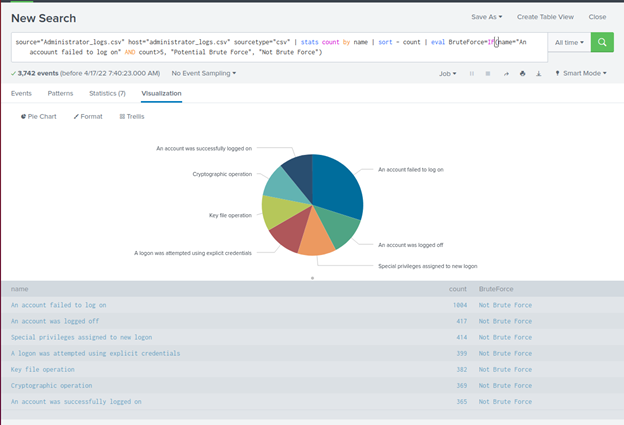 New Search
Save As
Create Table View
Close
source="Administrator_logs.csv" host="administrator_logs.csv" sourcetype="csv" | stats count by name | sort - count | eval BruteForce=IF(name="An
account failed to log on" AND count>5, "Potential Brute Force", "Not Brute Force")
All time
✓ 3,742 events (before 4/17/22 7:40:23.000 AM)
No Event Sampling
Job
Smart Mode
Events
Patterns
Statistics (7)
Visualization
Pie Chart
Format
Trellis
An account was successfully logged on
Cryptographic operation
Key file operation
A logon was attempted using explicit credentials
An account failed to log on
An account was logged off
Special privileges assigned to new logon
name count BruteForce
An account failed to log on 1004 Not Brute Force
An account was logged off 417 Not Brute Force
Special privileges assigned to new logon 414 Not Brute Force
A logon was attempted using explicit credentials 399 Not Brute Force
Key file operation 382 Not Brute Force
Cryptographic operation 369 Not Brute Force
An account was successfully logged on 365 Not Brute Force